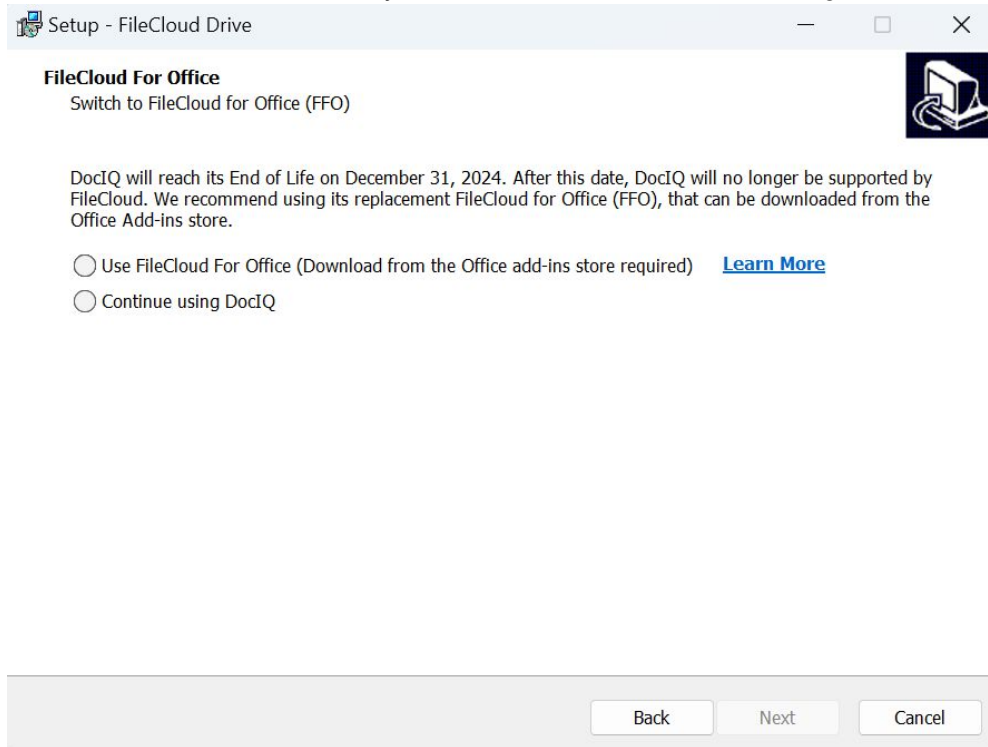 Setup - FileCloud Drive
FileCloud For Office
Switch to FileCloud for Office (FFO)
DocIQ will reach its End of Life on December 31, 2024. After this date, DocIQ will no longer be supported by
FileCloud. We recommend using its replacement FileCloud for Office (FFO), that can be downloaded from the
Office Add-ins store.
Use FileCloud For Office (Download from the Office add-ins store required) Learn More
Continue using DocIQ
Back Next Cancel